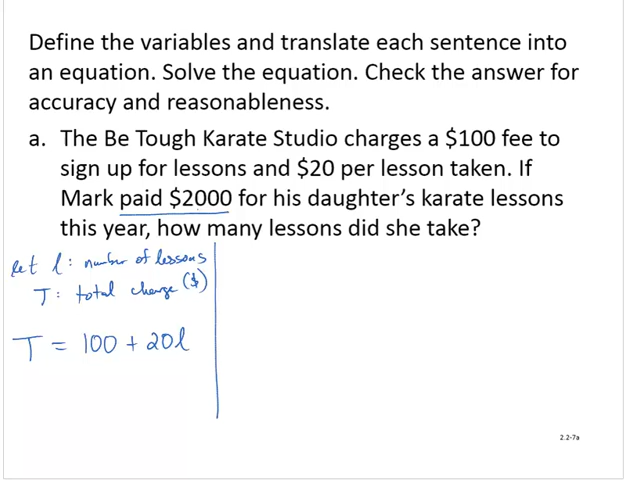 Define the variables and translate each sentence into
an equation. Solve the equation. Check the answer for
accuracy and reasonableness.
a. The Be Tough Karate Studio charges a $100 fee to
sign up for lessons and $20 per lesson taken. If
Mark paid $2000 for his daughter's karate lessons
this year, how many lessons did she take?
let l : number of lessons
T : total charge ($)
T = 100 + 20l
2.2-7a